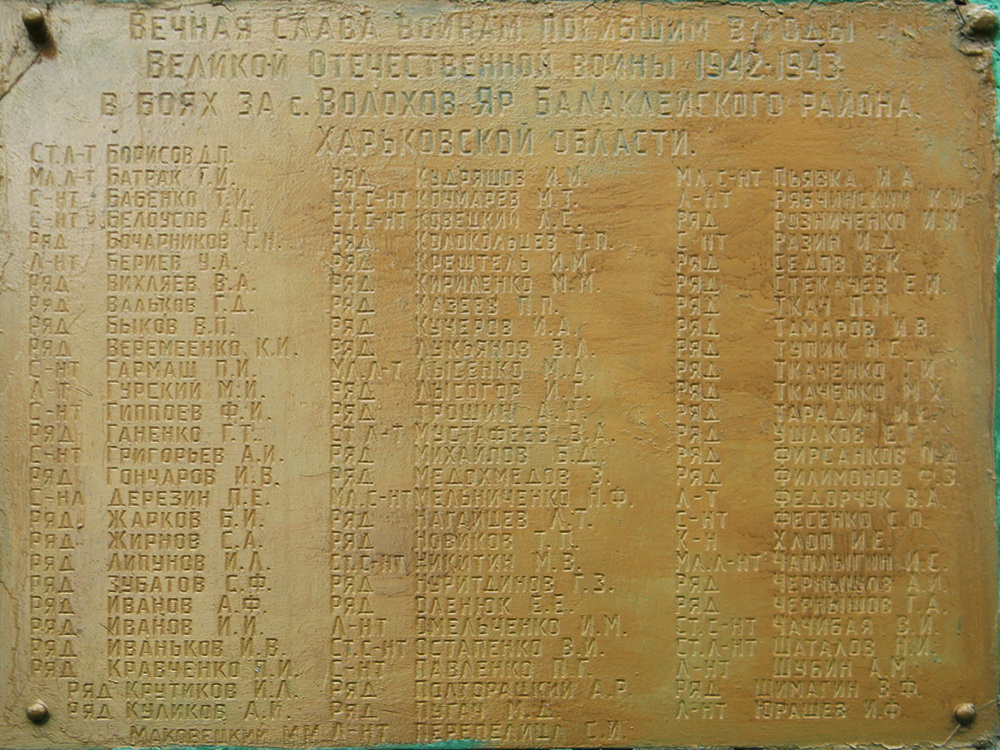 ВЕЧНАЯ СЛАВА ВОИНАМ ПОГИБШИМ В ГОДЫ
ВЕЛИКОЙ ОТЕЧЕСТВЕННОЙ ВОЙНЫ 1942-1943
В БОЯХ ЗА С. ВОЛОХОВ ЯР БАЛАКЛЕЙСКОГО РАЙОНА.
ХАРЬКОВСКОЙ ОБЛАСТИ.
СТ.Л-Т БОРИСОВ Д.П.
МЛ.Л-Т БАТРАК Г.И.
С-НТ БАБЕНКО Т.И.
С-НТ БЕЛОУСОВ А.П.
РЯД БОЧАРНИКОВ Г.Н.
Л-НТ БЕРИЕВ У.А.
РЯД ВИХЛЯЕВ В.А.
РЯД ВАЛЬКОВ Г.Д.
РЯД БЫКОВ В.П.
РЯД ВЕРЕМЕЕНКО К.И.
С-НТ ГАРМАШ П.И.
Л-Т ГУРСКИЙ М.И.
С-НТ ГИППОЕВ Ф.И.
РЯД ГАНЕНКО Г.Т.
С-НТ ГРИГОРЬЕВ А.И.
РЯД ГОНЧАРОВ И.В.
С-НЛ ДЕРЕЗИН П.Е.
РЯД. ЖАРКОВ Б.И.
РЯД ЖИРНОВ С.А.
РЯД ЛИПУНОВ И.Л.
РЯД ЗУБАТОВ С.Ф.
РЯД ИВАНОВ А.Ф.
РЯД ИВАНОВ И.И.
РЯД ИВАНЬКОВ И.В.
РЯД КРАВЧЕНКО И.И.
РЯД КРУТИКОВ И.Л.
РЯД КУЛИКОВ А.И.
МАКОВЕЦКИЙ М.М.
РЯД КУДРЯШОВ И.М.
СТ.С-НТ КОЧМАРЕВ М.Т.
СТ.С-НТ КОВЕЦКИЙ Л.С.
РЯД КОЛОКОЛЬЦЕВ Т.П.
РЯД КРЕШТЕЛЬ И.М.
РЯД КИРИЛЕНКО М.М.
РЯД КАЗЕЕВ П.П.
РЯД КУЧЕРОВ И.А.
РЯД ЛУКЬЯНОВ В.Л.
МЛ.Л-Т ЛЫСЕНКО М.А.
РЯД ЛЫСОГОР И.С.
РЯД ТРОШИН А.Н.
СТ.Л-Т МУСТАФЕЕВ В.А.
РЯД МИХАЙЛОВ Б.Д.
РЯД МЕДЖМЕДОВ З.
МЛ.С-НТ МЕЛЬНИЧЕНКО Н.Ф.
РЯД НАГАЙЦЕВ Л.Т.
РЯД НОВИКОВ Т.П.
СТ.С-НТ НИКИТИН М.В.
РЯД НУРИТДИНОВ Г.З.
РЯД ОЛЕНЮК Е.Е.
Л-НТ ОМЕЛЬЧЕНКО И.М.
СТ.С-НТ ОСТАПЕНКО В.И.
С-НТ ПАВЛЕНКО П.Г.
РЯД ПОЛТОРАЦКИЙ А.Р.
РЯД ПУГАЧ М.Д.
Л-НТ ПЕРЕПЕЛИЦА С.И.
МЛ.С-НТ ПЬЯВКА И.А.
Л-НТ РЯБЧИНСКИЙ К.И.
РЯД РОЗНИЧЕНКО И.И.
С-НТ РАЗИН И.Д.
РЯД СЕДОВ В.К.
РЯД СТЕКАЧЕВ Е.И.
РЯД ТКАЧ П.М.
РЯД ТАМАРОВ И.В.
РЯД ТУПИК Н.С.
РЯД ТКАЧЕНКО Г.И.
РЯД ТКАЧЕНКО М.Х.
РЯД ТАРАДИН И.Е.
РЯД УШАКОВ Е.Г.
РЯД ФИРСАНКОВ
РЯД ФИЛИМОНОВ Ф.З.
Л-Т ФЕДОРЧУК В.А.
С-НТ ФЕСЕНКО С.О.
К-Н ХЛОП И.Е.
МЛ.Л-НТ ЧАПЛЫГИН И.С.
РЯД ЧЕРНЫШОВ А.И.
РЯД ЧЕРНЫШОВ Г.А.
СТ.С-НТ ЧАЧИБАЯ В.И.
СТ.Л-НТ ШАТАЛОВ Н.И.
Л-НТ ШУБИН А.М.
РЯД ШИМАГИН В.Ф.
Л-НТ ЮРАШЕВ И.Ф.